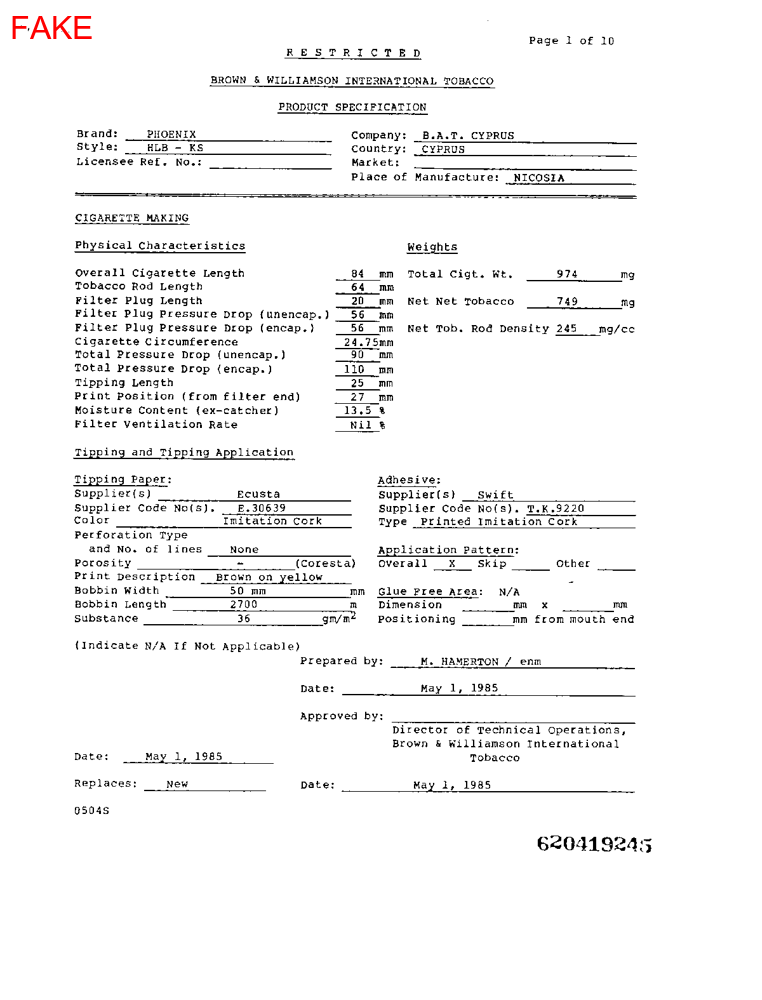 FAKE
Page 1 of 10
R E S T R I C T E D
BROWN & WILLIAMSON INTERNATIONAL TOBACCO
PRODUCT SPECIFICATION
Brand: PHOENIX Company: B.A.T. CYPRUS
Style: HLB - KS Country: CYPRUS
Licensee Ref. No.: Market:
Place of Manufacture: NICOSIA
CIGARETTE MAKING
Physical Characteristics Weights
Overall Cigarette Length 84 mm Total Cigt. Wt. 974 mg
Tobacco Rod Length 64 mm
Filter Plug Length 20 mm Net Net Tobacco 749 mg
Filter Plug Pressure Drop (unencap.) 56 mm
Filter Plug Pressure Drop (encap.) 56 mm Net Tob. Rod Density 245 mg/cc
Cigarette Circumference 24.75mm
Total Pressure Drop (unencap.) 90 mm
Total Pressure Drop (encap.) 110 mm
Tipping Length 25 mm
Print Position (from filter end) 27 mm
Moisture Content (ex-catcher) 13.5 %
Filter Ventilation Rate Nil %
Tipping and Tipping Application
Tipping Paper: Adhesive:
Supplier(s) Ecusta Supplier(s) Swift
Supplier Code No(s). E.30639 Supplier Code No(s). T.K.9220
Color Imitation Cork Type Printed Imitation Cork
Perforation Type
and No. of lines None Application Pattern:
Porosity - (Coresta) Overall X Skip Other
Print Description Brown on yellow
Bobbin Width 50 mm mm Glue Free Area: N/A
Bobbin Length 2700 m Dimension mm x mm
Substance 36 gm/m2 Positioning mm from mouth end
(Indicate N/A If Not Applicable)
Prepared by: M. HAMERTON / enm
Date: May 1, 1985
Approved by:
Director of Technical Operations,
Brown & Williamson International
Date: May 1, 1985 Tobacco
Replaces: New Date: May 1, 1985
0504S
620419245